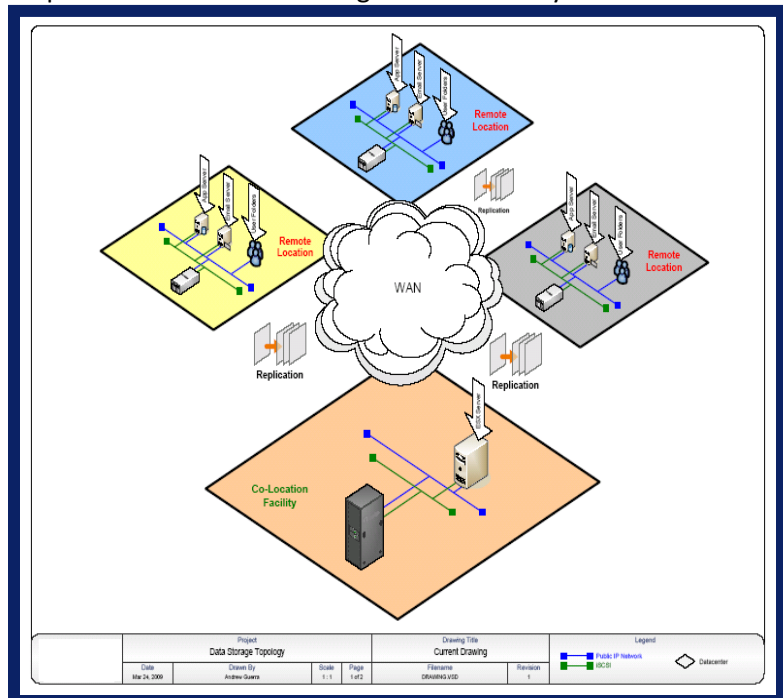 App Server
Email Server
User Folders
Remote
Location
App Server
Email Server
User Folders
Remote
Location
Replication
App Server
Email Server
User Folders
Remote
Location
WAN
Replication
Replication
ESX Server
Co-Location
Facility
Project
Data Storage Topology
Drawing Title
Current Drawing
Legend
Public IP Network
iSCSI
Datacenter
Date
Mar 24, 2009
Drawn By
Andrew Guerra
Scale
1 : 1
Page
1 of 2
Filename
DRAWING.VSD
Revision
1